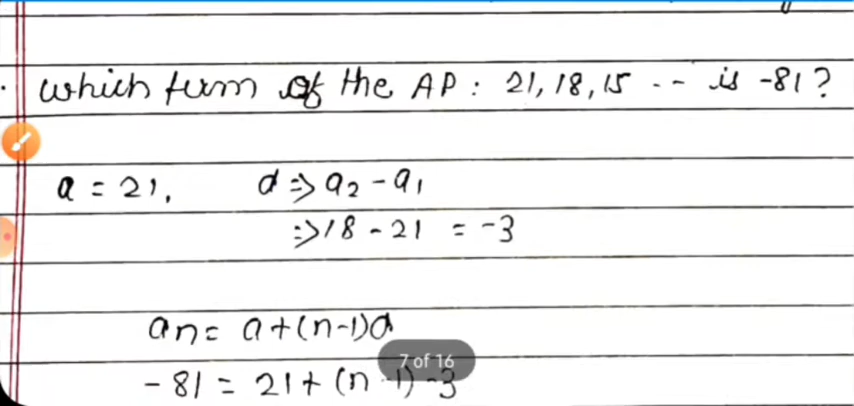 which term of the AP : 21, 18, 15 -- is -81?
a = 21, d => a2 - a1
=> 18 - 21 = -3
an = a + (n-1)d
7 of 16
-81 = 21 + (n-1) -3